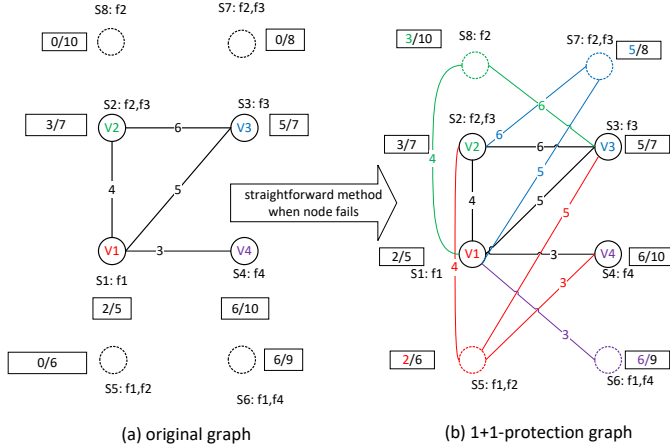 S8: f2
0/10
S7: f2,f3
0/8
S2: f2,f3
3/7
V2
6
S3: f3
V3
5/7
4
5
V1
3
V4
S1: f1
S4: f4
2/5
6/10
0/6
S5: f1,f2
6/9
S6: f1,f4
(a) original graph
straightforward method
when node fails
3/10
S8: f2
S7: f2,f3
5/8
6
6
S2: f2,f3
3/7
4
V2
6
S3: f3
V3
5/7
5
4
5
5
2/5
S1: f1
V1
4
3
V4
6/10
S4: f4
3
3
2/6
S5: f1,f2
6/9
S6: f1,f4
(b) 1+1-protection graph